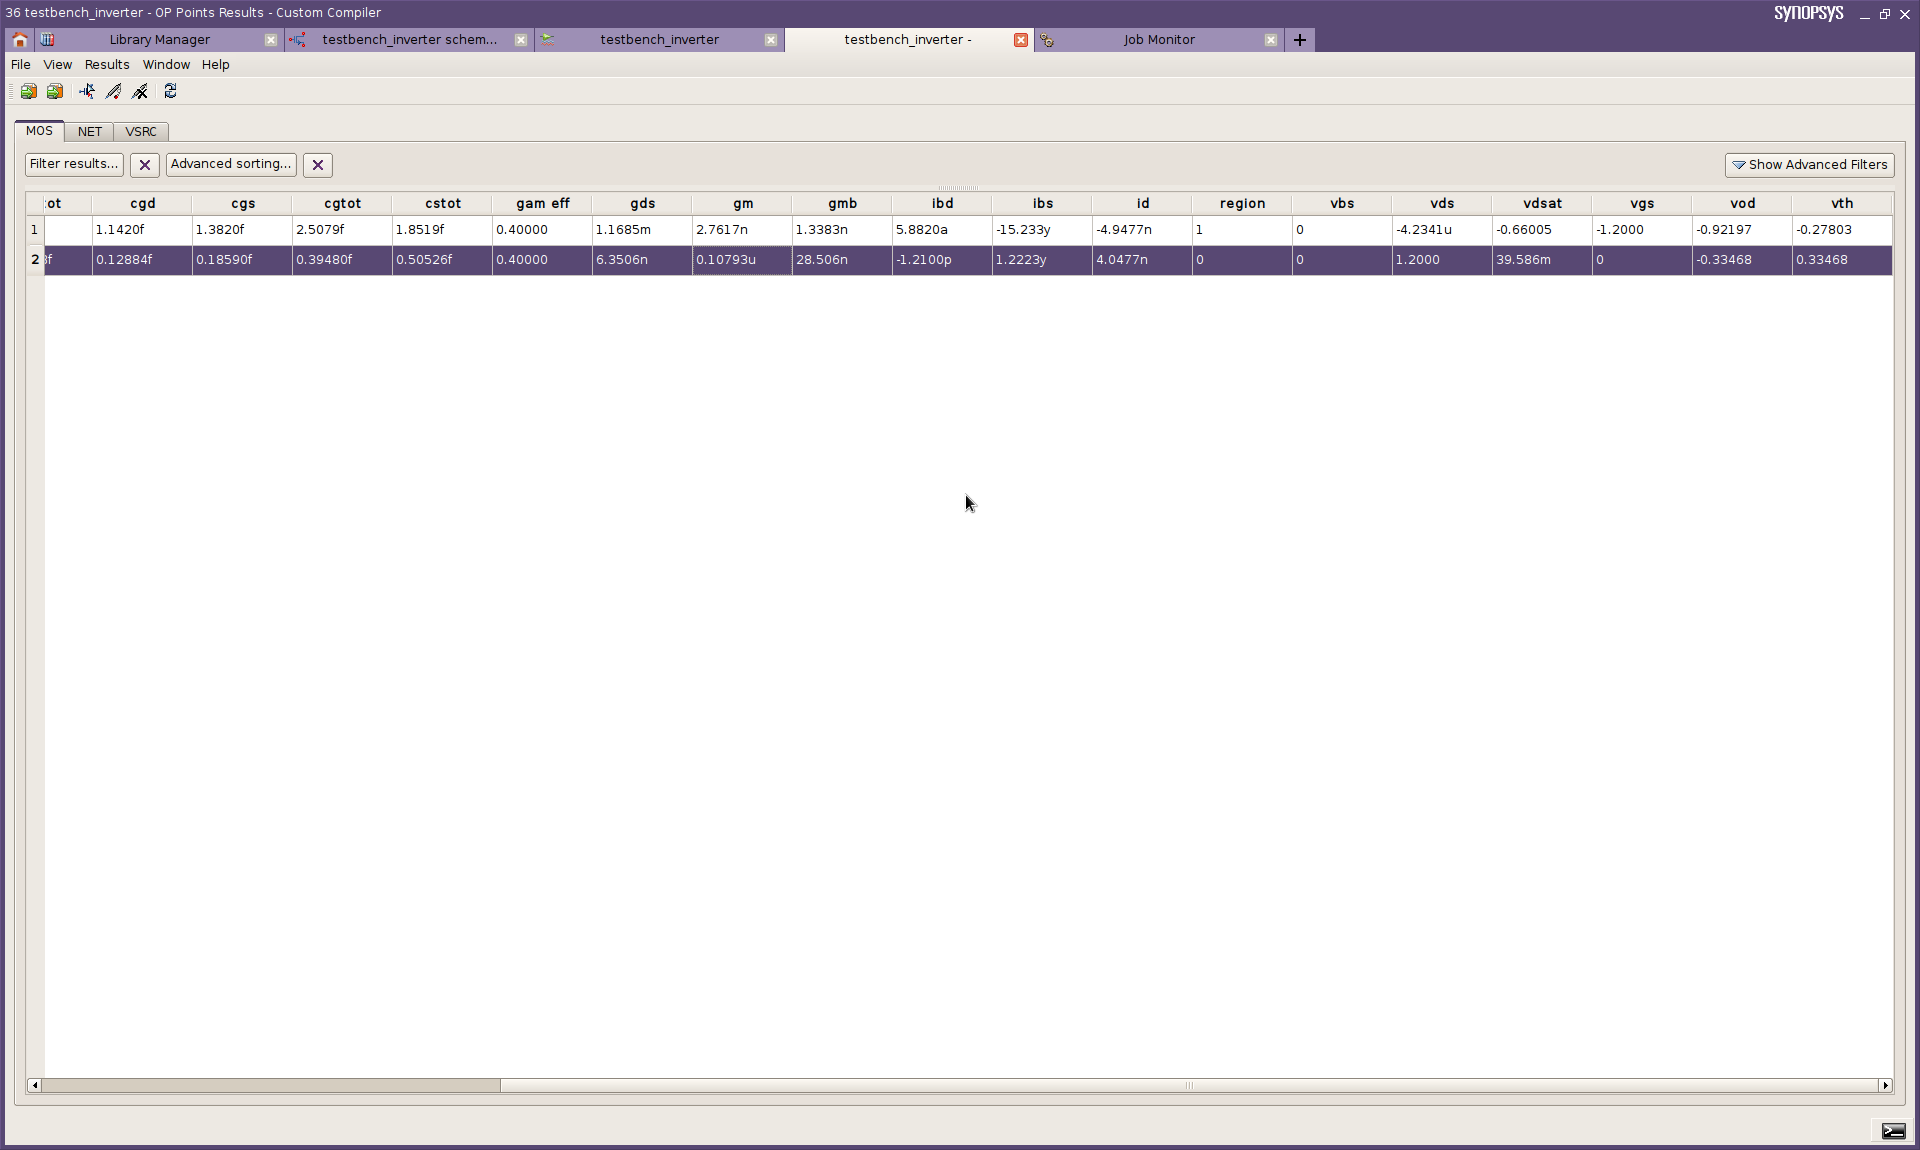 36 testbench_inverter - OP Points Results - Custom Compiler SYNOPSYS
Library Manager testbench_inverter schem... testbench_inverter testbench_inverter - Job Monitor
File View Results Window Help
MOS NET VSRC
Filter results... Advanced sorting... Show Advanced Filters
ot cgd cgs cgtot cstot gam eff gds gm gmb ibd ibs id region vbs vds vdsat vgs vod vth
1 1.1420f 1.3820f 2.5079f 1.8519f 0.40000 1.1685m 2.7617n 1.3383n 5.8820a -15.233y -4.9477n 1 0 -4.2341u -0.66005 -1.2000 -0.92197 -0.27803
2 f 0.12884f 0.18590f 0.39480f 0.50526f 0.40000 6.3506n 0.10793u 28.506n -1.2100p 1.2223y 4.0477n 0 0 1.2000 39.586m 0 -0.33468 0.33468